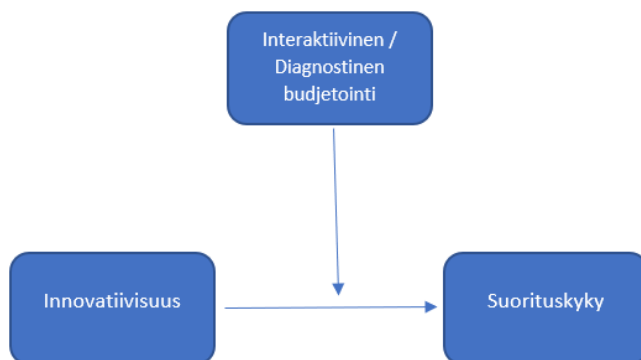 Interaktiivinen /
Diagnostinen
budjetointi
Innovatiivisuus
Suorituskyky